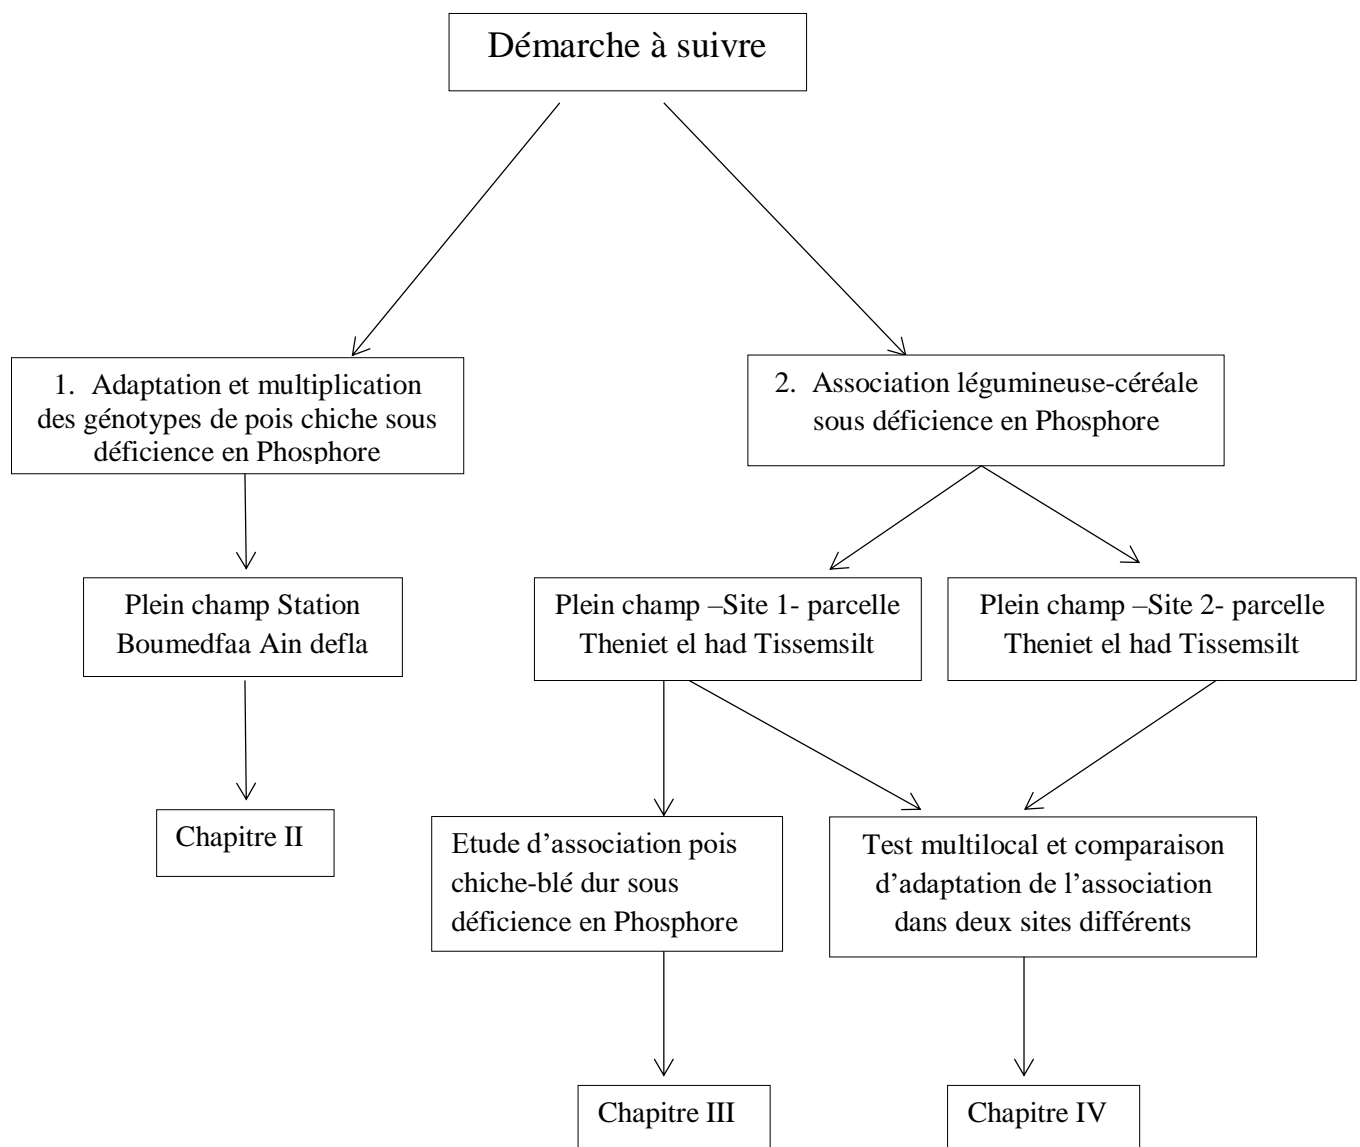 Démarche à suivre
1. Adaptation et multiplication
des génotypes de pois chiche sous
déficience en Phosphore
2. Association légumineuse-céréale
sous déficience en Phosphore
Plein champ Station
Boumedfaa Ain defla
Plein champ –Site 1- parcelle
Theniet el had Tissemsilt
Plein champ –Site 2- parcelle
Theniet el had Tissemsilt
Chapitre II
Etude d’association pois
chiche-blé dur sous
déficience en Phosphore
Test multilocal et comparaison
d’adaptation de l’association
dans deux sites différents
Chapitre III
Chapitre IV